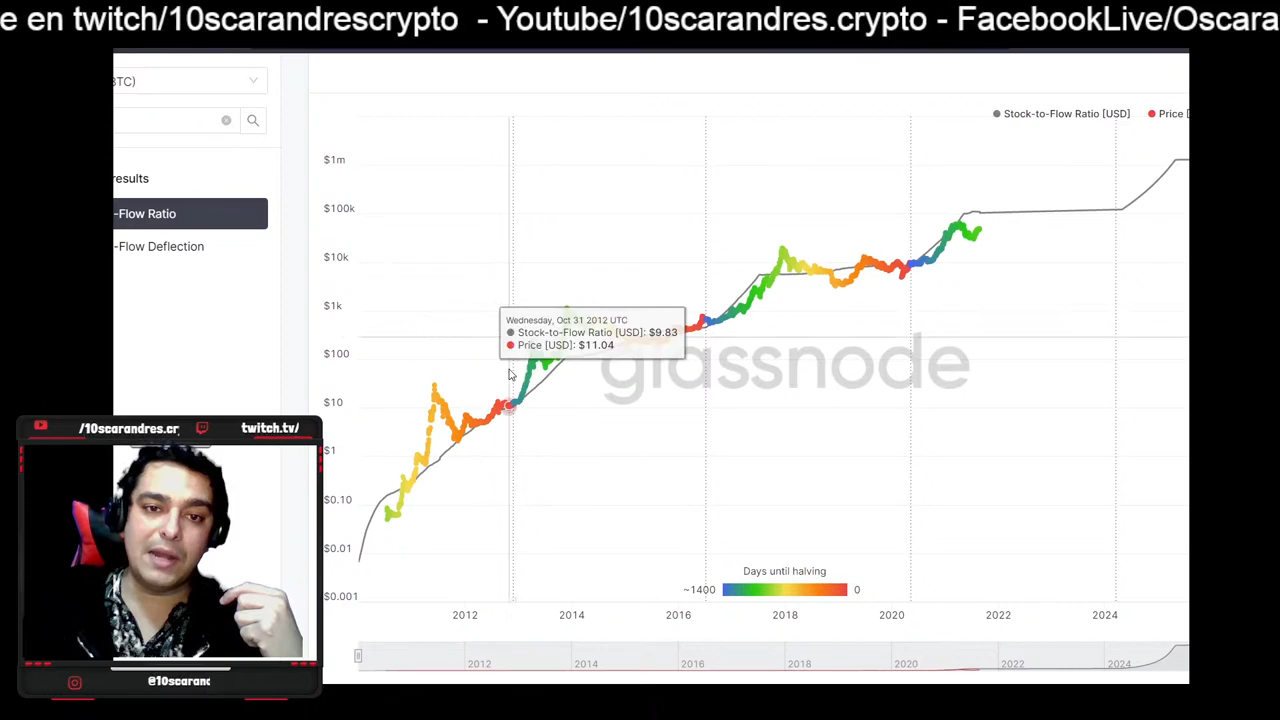 e en twitch/10scarandrescrypto - Youtube/10scarandres.crypto - FacebookLive/Oscara
BTC)
results
-Flow Ratio
-Flow Deflection
Stock-to-Flow Ratio [USD]
Price [
$1m
$100k
$10k
$1k
$100
$10
$1
$0.10
$0.01
$0.001
Wednesday, Oct 31 2012 UTC
Stock-to-Flow Ratio [USD]: $9.83
Price [USD]: $11.04
glassnode
Days until halving
~1400
0
2012 2014 2016 2018 2020 2022 2024
2012 2014 2016 2018 2020 2022 2024
/10scarandres.cr
twitch.tv/
@10scaranc